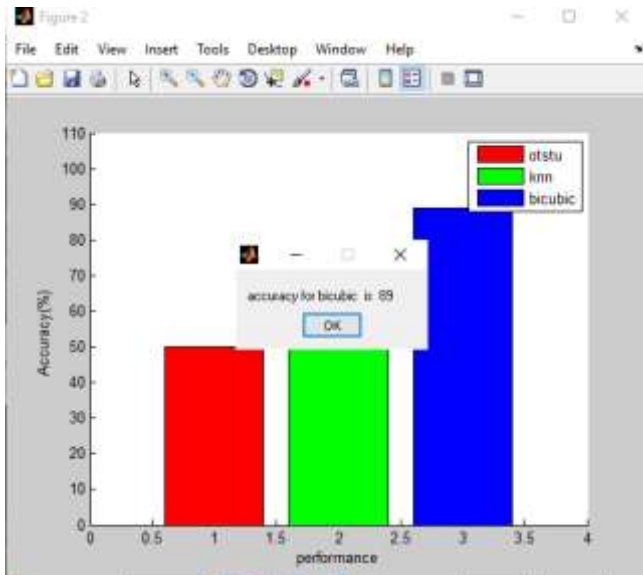 Figure 2
File Edit View Insert Tools Desktop Window Help
110
100
90
80
70
60
50
40
30
20
10
0
Accuracy(%)
otstu
knn
bicubic
accuracy for bicubic is 89
OK
0 0.5 1 1.5 2 2.5 3 3.5 4
performance